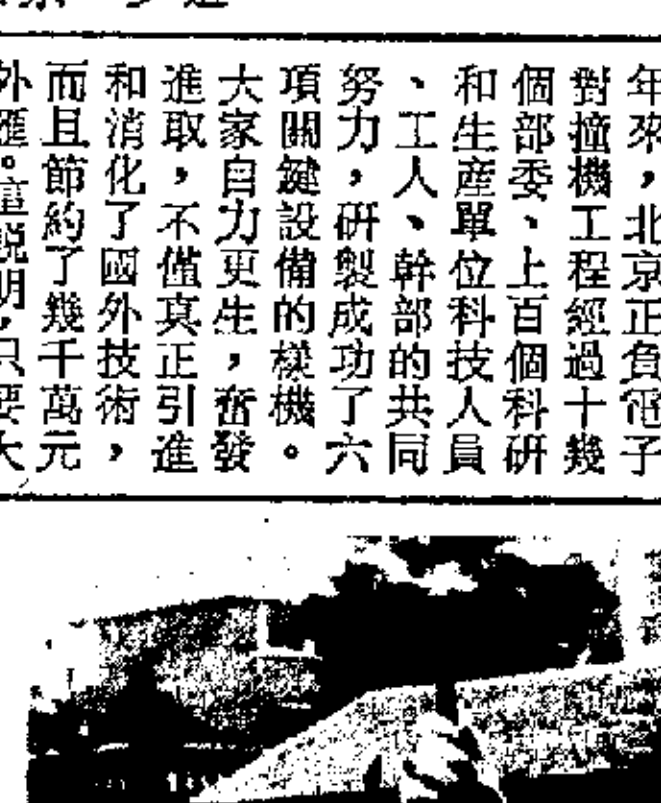 年來，北京正負電子
對撞機工程經過十幾
個部委、上百個科研
和生産單位科技人員
、工人、幹部的共同
努力，研製成功了六
項關鍵設備的樣機。
大家自力更生，奮發
進取，不僅真正引進
和消化了國外技術，
而且節約了幾千萬元
外匯。這説明，只要大